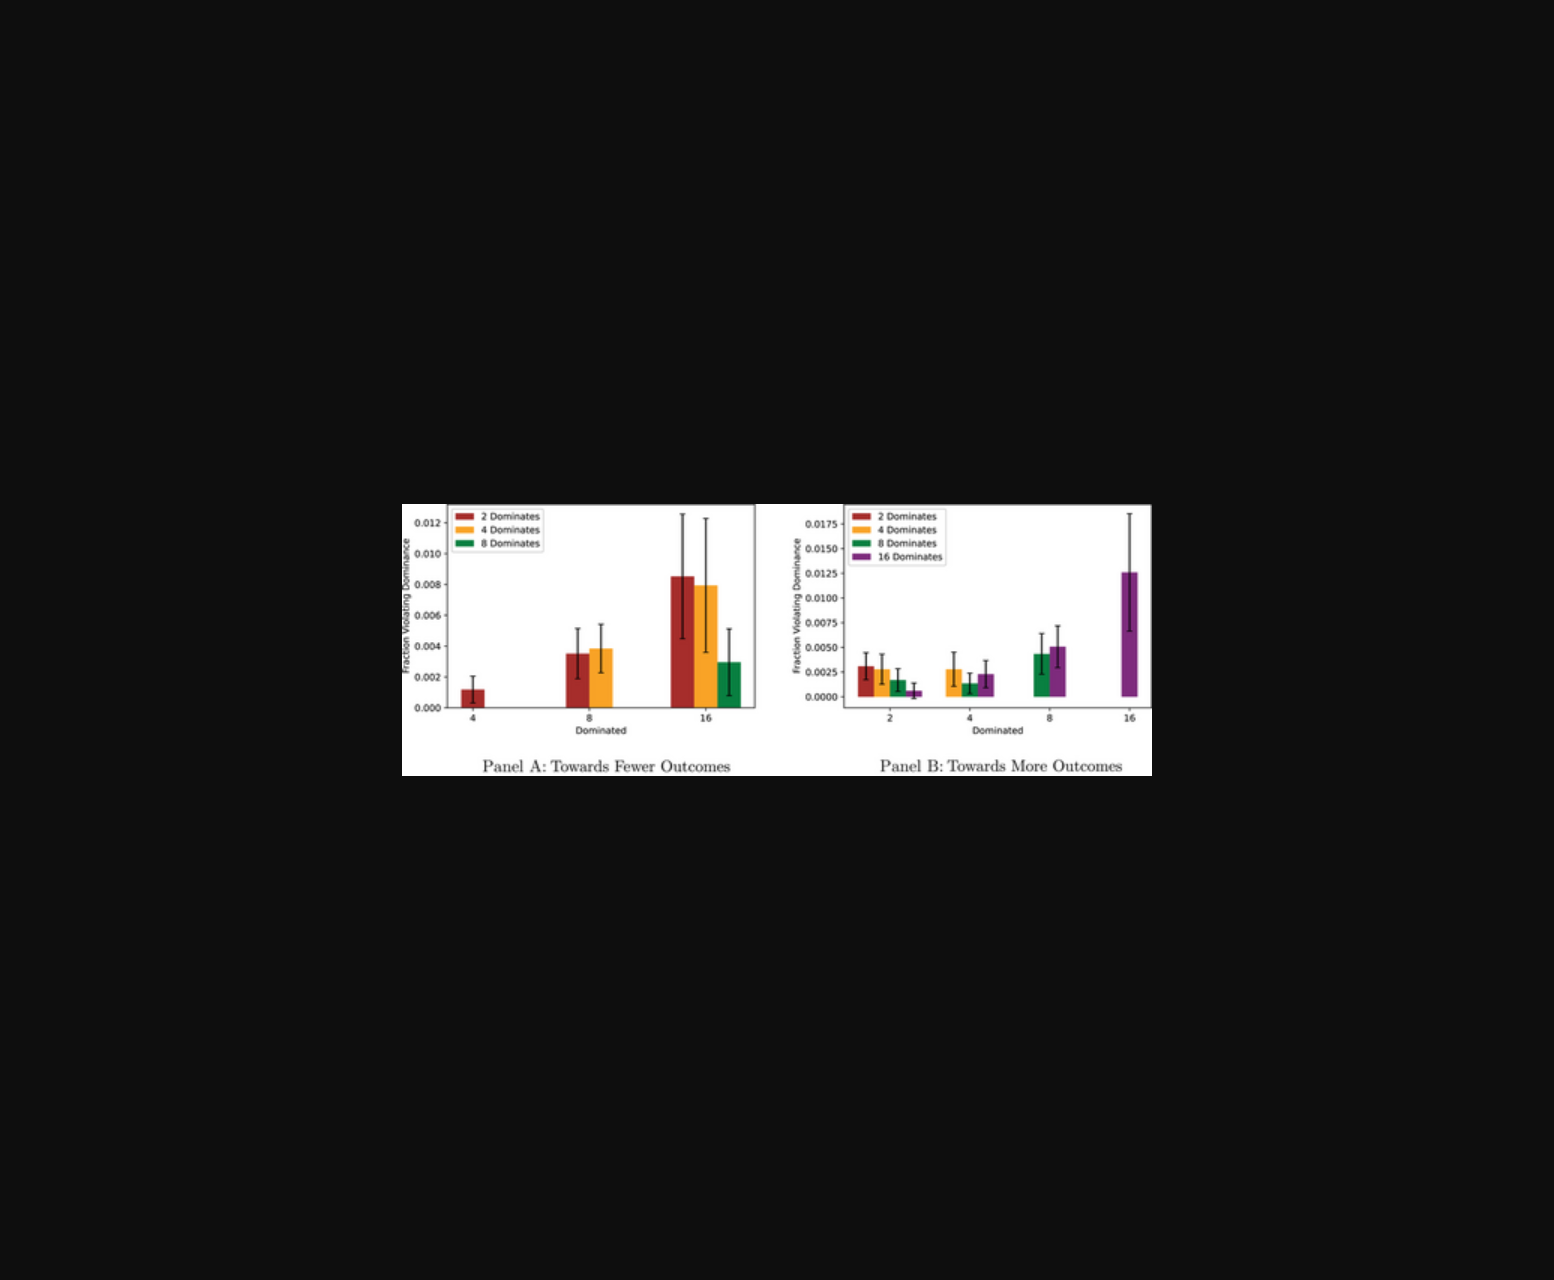 2 Dominates
4 Dominates
8 Dominates
0.012
0.010
0.008
0.006
0.004
0.002
0.000
Fraction Violating Dominance
4 8 16
Dominated
Panel A: Towards Fewer Outcomes
2 Dominates
4 Dominates
8 Dominates
16 Dominates
0.0175
0.0150
0.0125
0.0100
0.0075
0.0050
0.0025
0.0000
Fraction Violating Dominance
2 4 8 16
Dominated
Panel B: Towards More Outcomes